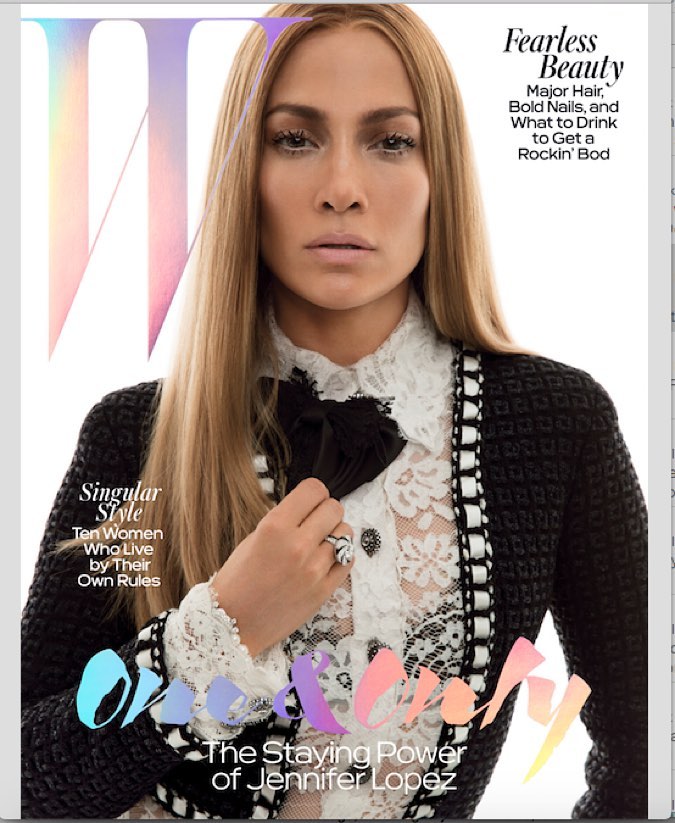 W
Fearless
Beauty
Major Hair,
Bold Nails, and
What to Drink
to Get a
Rockin' Bod
Singular
Style
Ten Women
Who Live
by Their
Own Rules
One & Only
The Staying Power
of Jennifer Lopez